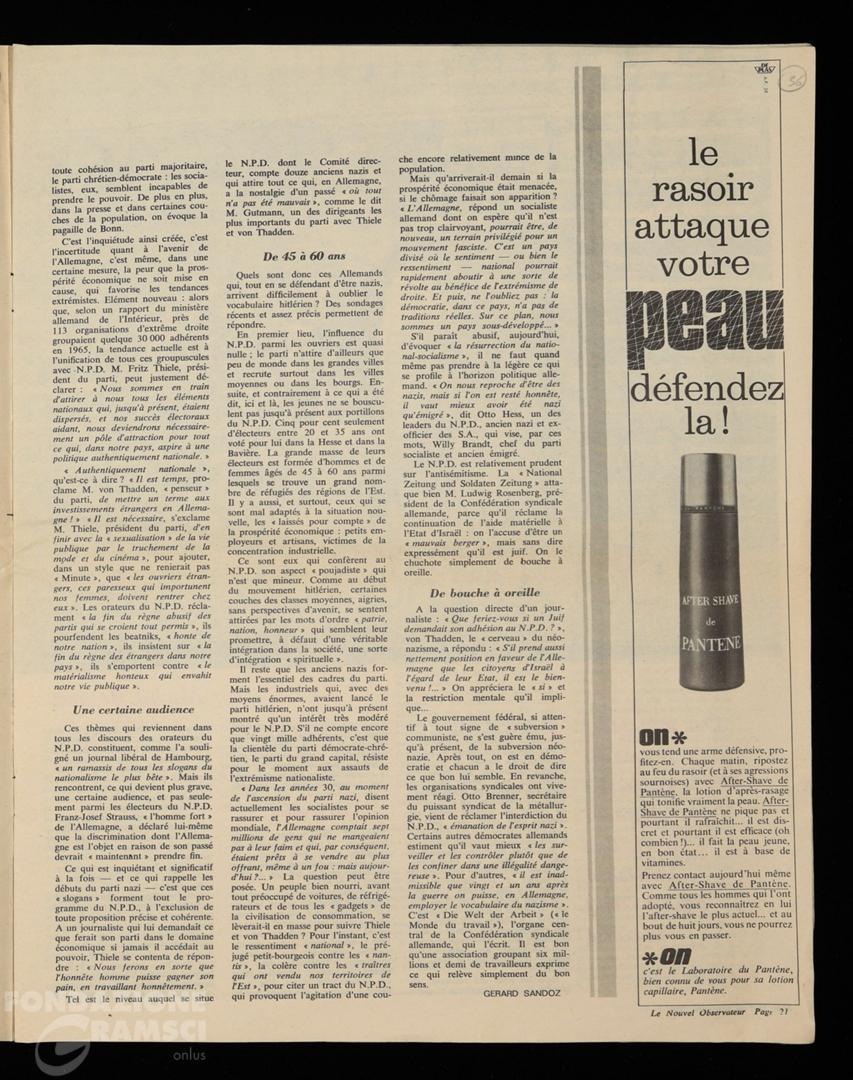 toute cohésion au parti majoritaire,
le parti chrétien-démocrate : les socia-
listes, eux, semblent incapables de
prendre le pouvoir. De plus en plus,
dans la presse et dans certaines cou-
ches de la population, on évoque la
pagaille de Bonn.
C'est l'inquiétude ainsi créée, c'est
l'incertitude quant à l'avenir de
l'Allemagne, c'est même, dans une
certaine mesure, la peur que la pros-
périté économique ne soit mise en
cause, qui favorise les tendances
extrémistes. Elément nouveau : alors
que, selon un rapport du ministère
allemand de l'Intérieur, près de
113 organisations d'extrême droite
groupaient quelque 30 000 adhérents
en 1965, la tendance actuelle est à
l'unification de tous ces groupuscules
avec N.P.D. M. Fritz Thiele, prési-
dent du parti, peut justement dé-
clarer : « Nous sommes en train
d'attirer à nous tous les éléments
nationaux qui, jusqu'à présent, étaient
dispersés, et nos succès électoraux
aidant, nous deviendrons nécessaire-
ment un pôle d'attraction pour tout
ce qui, dans notre pays, aspire à une
politique authentiquement nationale. »
« Authentiquement nationale »,
qu'est-ce à dire ? « Il est temps, pro-
clame M. von Thadden, « penseur »
du parti, de mettre un terme aux
investissements étrangers en Allema-
gne ! » « Il est nécessaire, s'exclame
M. Thiele, président du parti, d'en
finir avec la « sexualisation » de la vie
publique par le truchement de la
mode et du cinéma », pour ajouter,
dans un style que ne renierait pas
« Minute », que « les ouvriers étran-
gers, ces paresseux qui importunent
nos femmes, doivent rentrer chez
eux ». Les orateurs du N.P.D. récla-
ment « la fin du règne abusif des
partis qui se croient tout permis », ils
pourfendent les beatniks, « honte de
notre nation », ils insistent sur « la
fin du règne des étrangers dans notre
pays », ils s'emportent contre « le
matérialisme honteux qui envahit
notre vie publique ».
Une certaine audience
Ces thèmes qui reviennent dans
tous les discours des orateurs du
N.P.D. constituent, comme l'a souli-
gné un journal libéral de Hambourg,
« un ramassis de tous les slogans du
nationalisme le plus bête ». Mais ils
rencontrent, ce qui devient plus grave,
une certaine audience, et pas seule-
ment parmi les électeurs du N.P.D.
Franz-Josef Strauss, « l'homme fort »
de l'Allemagne, a déclaré lui-même
que la discrimination dont l'Allema-
gne est l'objet en raison de son passé
devrait « maintenant » prendre fin.
Ce qui est inquiétant et significatif
à la fois — et ce qui rappelle les
débuts du parti nazi — c'est que ces
« slogans » forment tout le pro-
gramme du N.P.D., à l'exclusion de
toute proposition précise et cohérente.
A un journaliste qui lui demandait ce
que ferait son parti dans le domaine
économique si jamais il accédait au
pouvoir, Thiele se contenta de répon-
dre : « Nous ferons en sorte que
l'honnête homme puisse gagner son
pain, en travaillant honnêtement. »
Tel est le niveau auquel se situe
le N.P.D. dont le Comité direc-
teur, compte douze anciens nazis et
qui attire tout ce qui, en Allemagne,
a la nostalgie d'un passé « où tout
n'a pas été mauvais », comme le dit
M. Gutmann, un des dirigeants les
plus importants du parti avec Thiele
et von Thadden.
De 45 à 60 ans
Quels sont donc ces Allemands
qui, tout en se défendant d'être nazis,
arrivent difficilement à oublier le
vocabulaire hitlérien ? Des sondages
récents et assez précis permettent de
répondre.
En premier lieu, l'influence du
N.P.D. parmi les ouvriers est quasi
nulle ; le parti n'attire d'ailleurs que
peu de monde dans les grandes villes
et recrute surtout dans les villes
moyennes ou dans les bourgs. En-
suite, et contrairement à ce qui a été
dit, ici et là, les jeunes ne se bouscu-
lent pas jusqu'à présent aux portillons
du N.P.D. Cinq pour cent seulement
d'électeurs entre 20 et 35 ans ont
voté pour lui dans la Hesse et dans la
Bavière. La grande masse de leurs
électeurs est formée d'hommes et de
femmes âgés de 45 à 60 ans parmi
lesquels se trouve un grand nom-
bre de réfugiés des régions de l'Est.
Il y a aussi, et surtout, ceux qui se
sont mal adaptés à la situation nou-
velle, les « laissés pour compte » de
la prospérité économique : petits em-
ployeurs et artisans, victimes de la
concentration industrielle.
Ce sont eux qui confèrent au
N.P.D. son aspect « poujadiste » qui
n'est que mineur. Comme au début
du mouvement hitlérien, certaines
couches des classes moyennes, aigries,
sans perspectives d'avenir, se sentent
attirées par les mots d'ordre « patrie,
nation, honneur » qui semblent leur
promettre, à défaut d'une véritable
intégration dans la société, une sorte
d'intégration « spirituelle ».
Il reste que les anciens nazis for-
ment l'essentiel des cadres du parti.
Mais les industriels qui, avec des
moyens énormes, avaient lancé le
parti hitlérien, n'ont jusqu'à présent
montré qu'un intérêt très modéré
pour le N.P.D. S'il ne compte encore
que vingt mille adhérents, c'est que
la clientèle du parti démocrate-chré-
tien, le parti du grand capital, résiste
pour le moment aux assauts de
l'extrémisme nationaliste.
« Dans les années 30, au moment
de l'ascension du parti nazi, disent
actuellement les socialistes pour se
rassurer et pour rassurer l'opinion
mondiale, l'Allemagne comptait sept
millions de gens qui ne mangeaient
pas à leur faim et qui, par conséquent,
étaient prêts à se vendre au plus
offrant, même à un fou : mais aujour-
d'hui ?... » La question peut être
posée. Un peuple bien nourri, avant
tout préoccupé de voitures, de réfrigé-
rateurs et de tous les « gadgets » de
la civilisation de consommation, se
lèverait-il en masse pour suivre Thiele
et von Thadden ? Pour l'instant, c'est
le ressentiment « national », le pré-
jugé petit-bourgeois contre les « nan-
tis », la colère contre les « traîtres
qui ont vendu nos territoires de
l'Est », pour citer un tract du N.P.D.,
qui provoquent l'agitation d'une cou-
che encore relativement mince de la
population.
Mais qu'arriverait-il demain si la
prospérité économique était menacée,
si le chômage faisait son apparition ?
« L'Allemagne, répond un socialiste
allemand dont on espère qu'il n'est
pas trop clairvoyant, pourrait être, de
nouveau, un terrain privilégié pour un
mouvement fasciste. C'est un pays
divisé où le sentiment — ou bien le
ressentiment — national pourrait
rapidement aboutir à une sorte de
révolte au bénéfice de l'extrémisme de
droite. Et puis, ne l'oubliez pas : la
démocratie, dans ce pays, n'a pas de
traditions réelles. Sur ce plan, nous
sommes un pays sous-développé... »
S'il paraît abusif, aujourd'hui,
d'évoquer « la résurrection du natio-
nal-socialisme », il ne faut quand
même pas prendre à la légère ce qui
se profile à l'horizon politique alle-
mand. « On nous reproche d'être des
nazis, mais si l'on est resté honnête,
il vaut mieux avoir été nazi
qu'émigré », dit Otto Hess, un des
leaders du N.P.D., ancien nazi et ex-
officier des S.A., qui vise, par ces
mots, Willy Brandt, chef du parti
socialiste et ancien émigré.
Le N.P.D. est relativement prudent
sur l'antisémitisme. La « National
Zeitung und Soldaten Zeitung » atta-
que bien M. Ludwig Rosenberg, pré-
sident de la Confédération syndicale
allemande, parce qu'il réclame la
continuation de l'aide matérielle à
l'Etat d'Israël : on l'accuse d'être un
« mauvais berger », mais sans dire
expressément qu'il est juif. On le
chuchote simplement de bouche à
oreille.
De bouche à oreille
A la question directe d'un jour-
naliste : « Que feriez-vous si un Juif
demandait son adhésion au N.P.D. ? »,
von Thadden, le « cerveau » du néo-
nazisme, a répondu : « S'il prend aussi
nettement position en faveur de l'Alle-
magne que les citoyens d'Israël à
l'égard de leur Etat, il est le bien-
venu !... » On appréciera le « si » et
la restriction mentale qu'il impli-
que...
Le gouvernement fédéral, si atten-
tif à tout signe de « subversion »
communiste, ne s'est guère ému, jus-
qu'à présent, de la subversion néo-
nazie. Après tout, on est en démo-
cratie et chacun a le droit de dire
ce que bon lui semble. En revanche,
les organisations syndicales ont vive-
ment réagi. Otto Brenner, secrétaire
du puissant syndicat de la métallur-
gie, vient de réclamer l'interdiction du
N.P.D., « émanation de l'esprit nazi ».
Certains autres démocrates allemands
estiment qu'il vaut mieux « les sur-
veiller et les contrôler plutôt que de
les confiner dans une illégalité dange-
reuse ». Pour d'autres, « il est inad-
missible que vingt et un ans après
la guerre on puisse, en Allemagne,
employer le vocabulaire du nazisme ».
C'est « Die Welt der Arbeit » (« le
Monde du travail »), l'organe cen-
tral de la Confédération syndicale
allemande, qui l'écrit. Il est bon
qu'une association groupant six mil-
lions et demi de travailleurs exprime
ce qui relève simplement du bon
sens.
GERARD SANDOZ
36
le
rasoir
attaque
votre
peau
défendez
la !
PANTENE
AFTER SHAVE
de
PANTENE
on*
vous tend une arme défensive, pro-
fitez-en. Chaque matin, ripostez
au feu du rasoir (et à ses agressions
sournoises) avec After-Shave de
Pantène, la lotion d'après-rasage
qui tonifie vraiment la peau. After-
Shave de Pantène ne pique pas et
pourtant il rafraîchit... il est dis-
cret et pourtant il est efficace (oh
combien !)... il fait la peau jeune,
en bon état... il est à base de
vitamines.
Prenez contact aujourd'hui même
avec After-Shave de Pantène.
Comme tous les hommes qui l'ont
adopté, vous reconnaîtrez en lui
l'after-shave le plus actuel... et au
bout de huit jours, vous ne pourrez
plus vous en passer.
*on
c'est le Laboratoire du Pantène,
bien connu de vous pour sa lotion
capillaire, Pantène.
Le Nouvel Observateur Page 21
FONDAZIONE
GRAMSCI
onlus